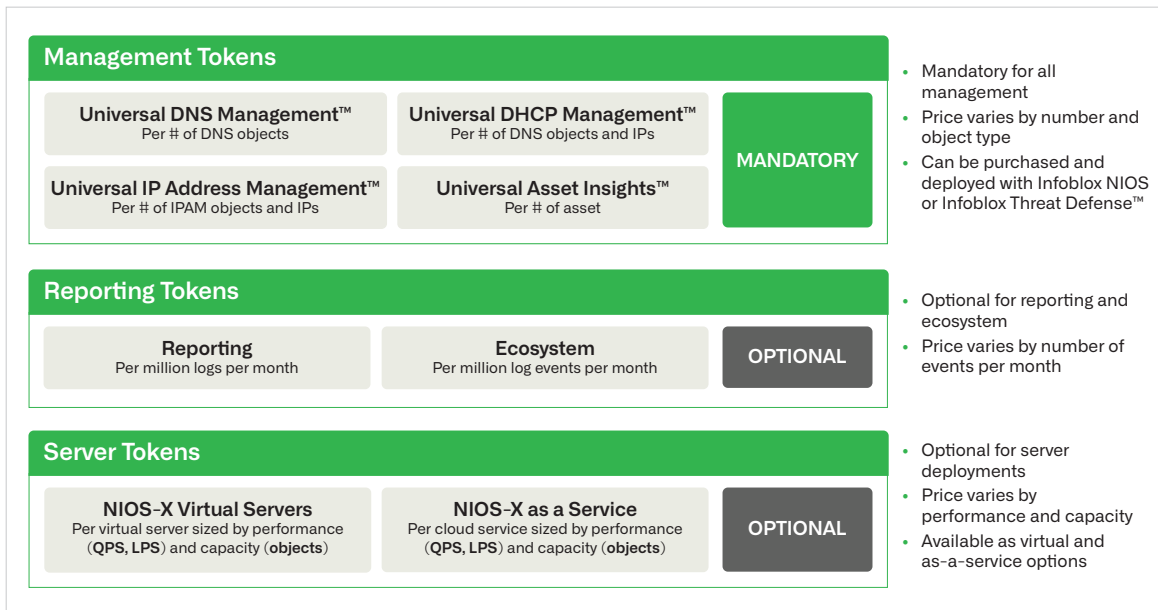 Management Tokens
Universal DNS Management™
Per # of DNS objects
Universal DHCP Management™
Per # of DNS objects and IPs
Universal IP Address Management™
Per # of IPAM objects and IPs
Universal Asset Insights™
Per # of asset
MANDATORY
• Mandatory for all
management
• Price varies by number and
object type
• Can be purchased and
deployed with Infoblox NIOS
or Infoblox Threat Defense™
Reporting Tokens
Reporting
Per million logs per month
Ecosystem
Per million log events per month
OPTIONAL
• Optional for reporting and
ecosystem
• Price varies by number of
events per month
Server Tokens
NIOS-X Virtual Servers
Per virtual server sized by performance
(QPS, LPS) and capacity (objects)
NIOS-X as a Service
Per cloud service sized by performance
(QPS, LPS) and capacity (objects)
OPTIONAL
• Optional for server
deployments
• Price varies by
performance and capacity
• Available as virtual and
as-a-service options